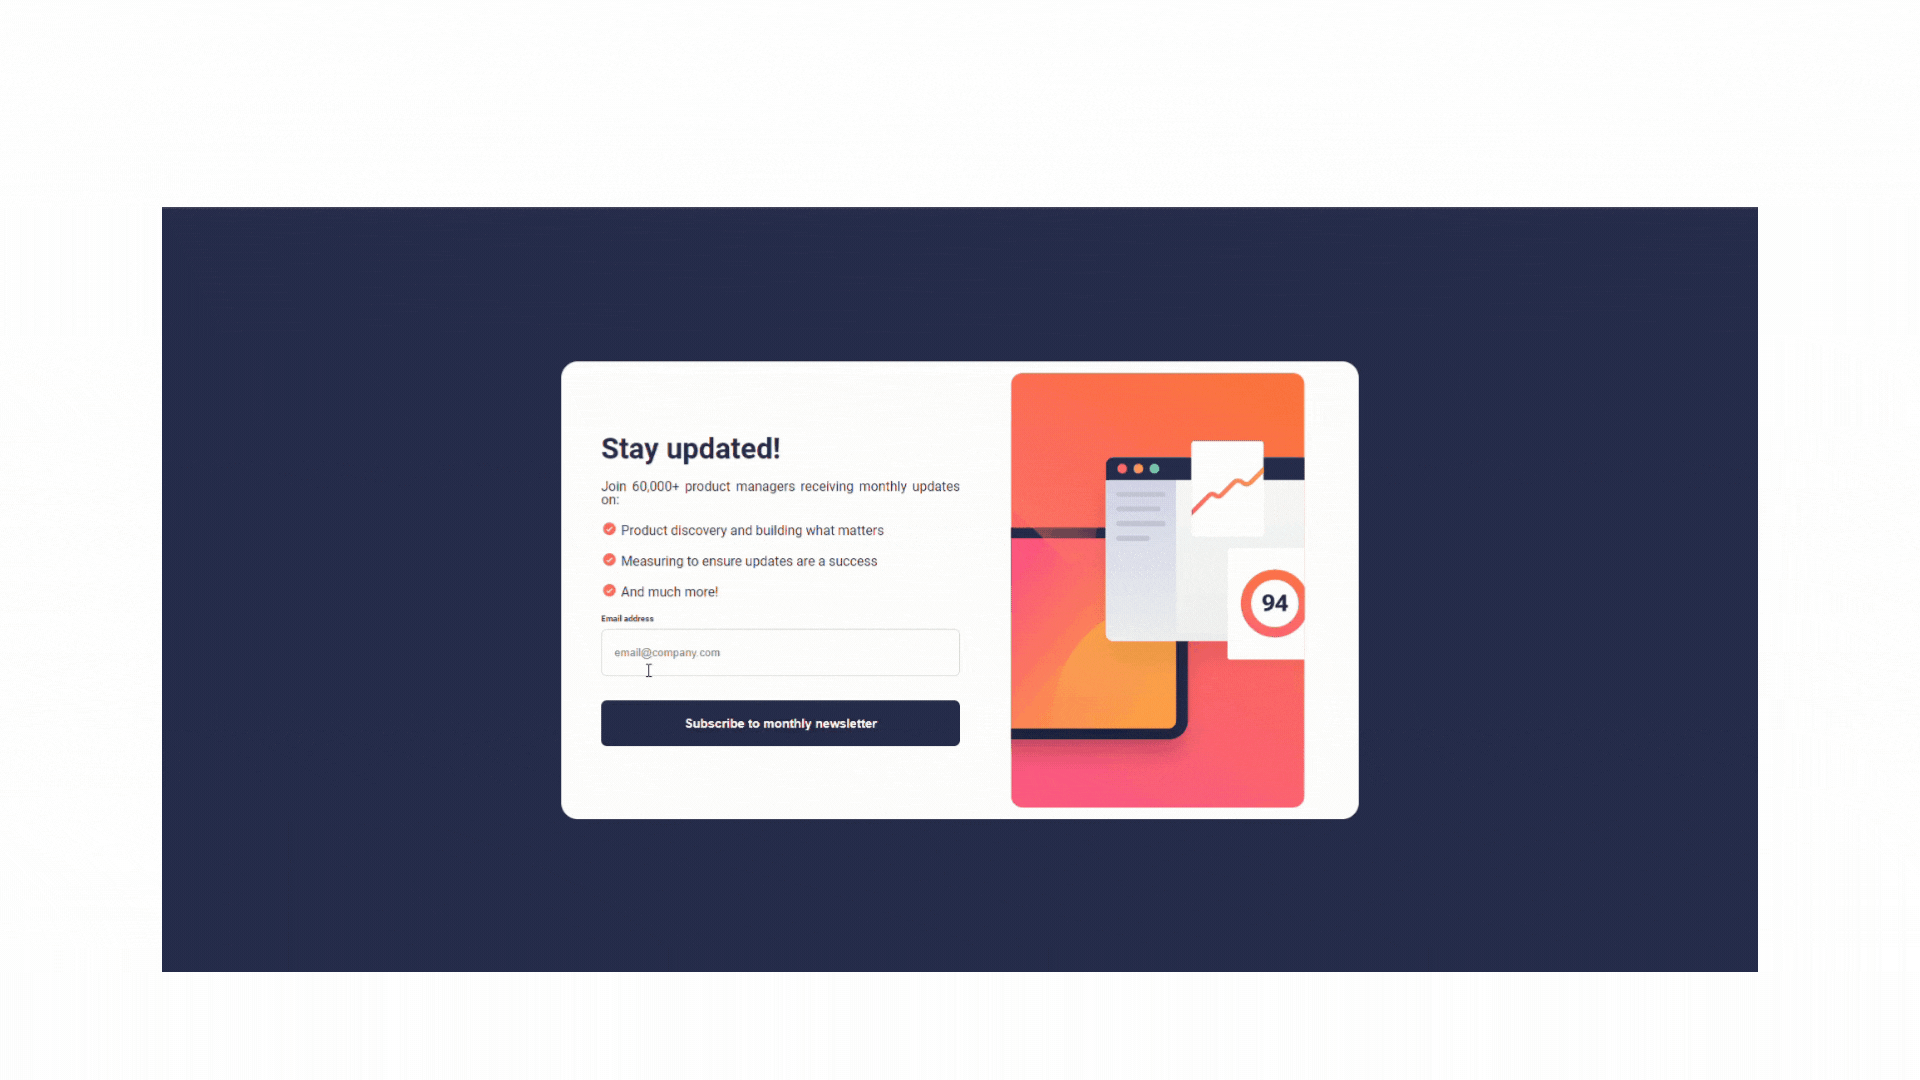 Stay updated!
Join 60,000+ product managers receiving monthly updates
on:
Product discovery and building what matters
Measuring to ensure updates are a success
And much more!
Email address
email@company.com
Subscribe to monthly newsletter
94